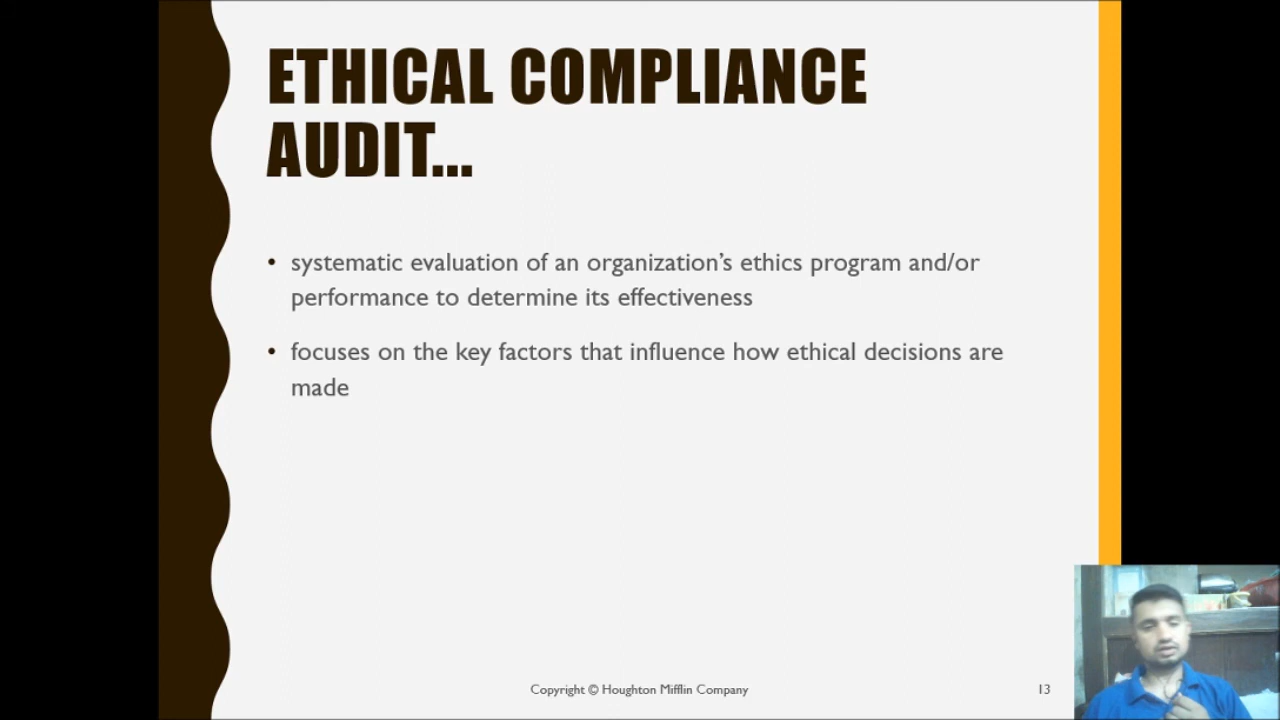 ETHICAL COMPLIANCE
AUDIT...
• systematic evaluation of an organization’s ethics program and/or
performance to determine its effectiveness
• focuses on the key factors that influence how ethical decisions are
made
Copyright © Houghton Mifflin Company
13